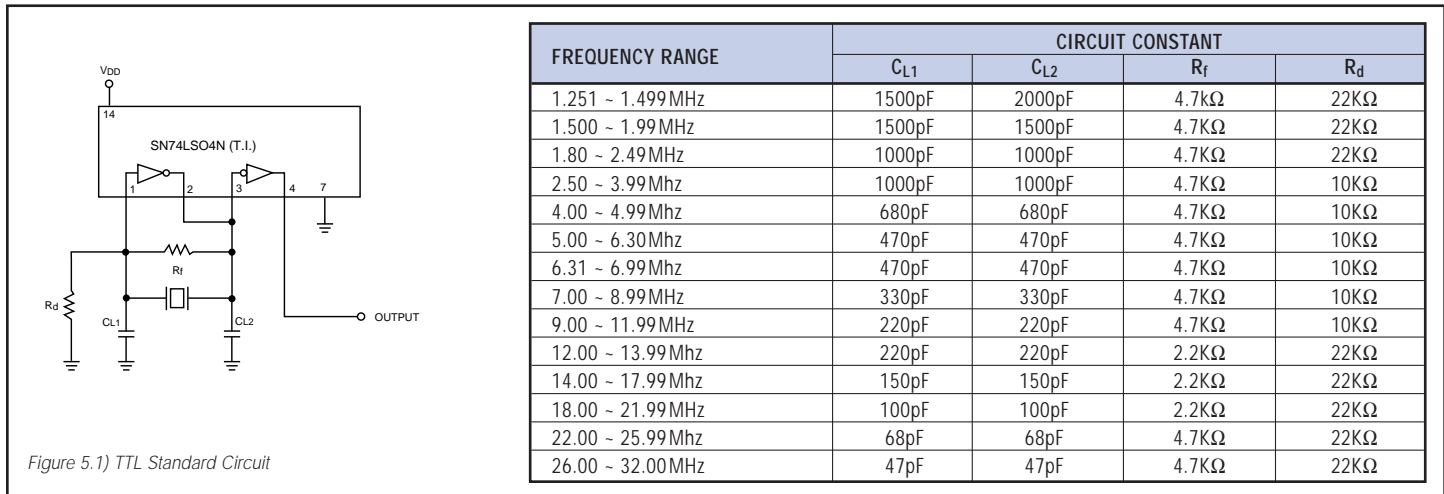 VDD
14
SN74LSO4N (T.I.)
1 2 3 4 7
Rf
Rd
CL1 CL2
OUTPUT
Figure 5.1) TTL Standard Circuit
FREQUENCY RANGE CIRCUIT CONSTANT
CL1 CL2 Rf Rd
1.251 ~ 1.499MHz 1500pF 2000pF 4.7kΩ 22KΩ
1.500 ~ 1.99MHz 1500pF 1500pF 4.7KΩ 22KΩ
1.80 ~ 2.49MHz 1000pF 1000pF 4.7KΩ 22KΩ
2.50 ~ 3.99MHz 1000pF 1000pF 4.7KΩ 10KΩ
4.00 ~ 4.99MHz 680pF 680pF 4.7KΩ 10KΩ
5.00 ~ 6.30Mhz 470pF 470pF 4.7KΩ 10KΩ
6.31 ~ 6.99Mhz 470pF 470pF 4.7KΩ 10KΩ
7.00 ~ 8.99MHz 330pF 330pF 4.7KΩ 10KΩ
9.00 ~ 11.99MHz 220pF 220pF 4.7KΩ 10KΩ
12.00 ~ 13.99Mhz 220pF 220pF 2.2KΩ 22KΩ
14.00 ~ 17.99Mhz 150pF 150pF 2.2KΩ 22KΩ
18.00 ~ 21.99MHz 100pF 100pF 2.2KΩ 22KΩ
22.00 ~ 25.99Mhz 68pF 68pF 4.7KΩ 22KΩ
26.00 ~ 32.00MHz 47pF 47pF 4.7KΩ 22KΩ